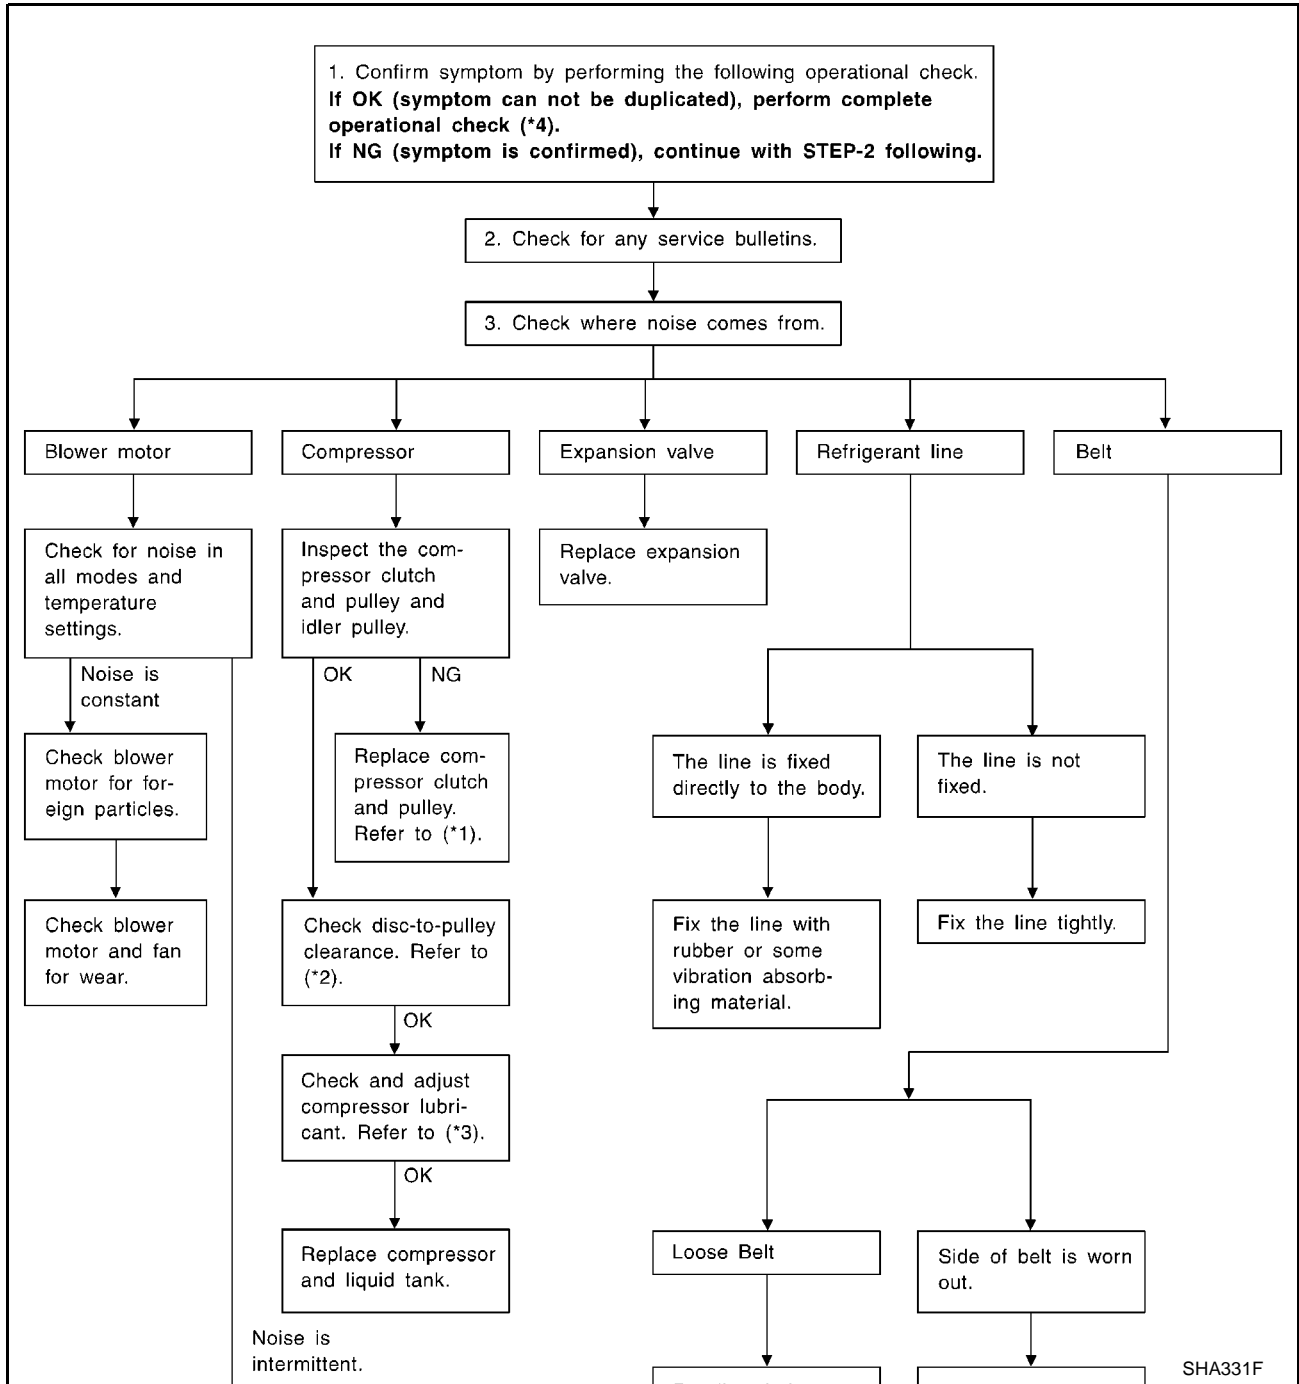 1. Confirm symptom by performing the following operational check.
If OK (symptom can not be duplicated), perform complete
operational check (*4).
If NG (symptom is confirmed), continue with STEP-2 following.
2. Check for any service bulletins.
3. Check where noise comes from.
Blower motor
Compressor
Expansion valve
Refrigerant line
Belt
Check for noise in
all modes and
temperature
settings.
Inspect the com-
pressor clutch
and pulley and
idler pulley.
Replace expansion
valve.
Noise is
constant
OK
NG
Check blower
motor for for-
eign particles.
Replace com-
pressor clutch
and pulley.
Refer to (*1).
The line is fixed
directly to the body.
The line is not
fixed.
Check blower
motor and fan
for wear.
Check disc-to-pulley
clearance. Refer to
(*2).
Fix the line with
rubber or some
vibration absorb-
ing material.
Fix the line tightly.
OK
Check and adjust
compressor lubri-
cant. Refer to (*3).
OK
Replace compressor
and liquid tank.
Loose Belt
Side of belt is worn
out.
Noise is
intermittent.
SHA331F